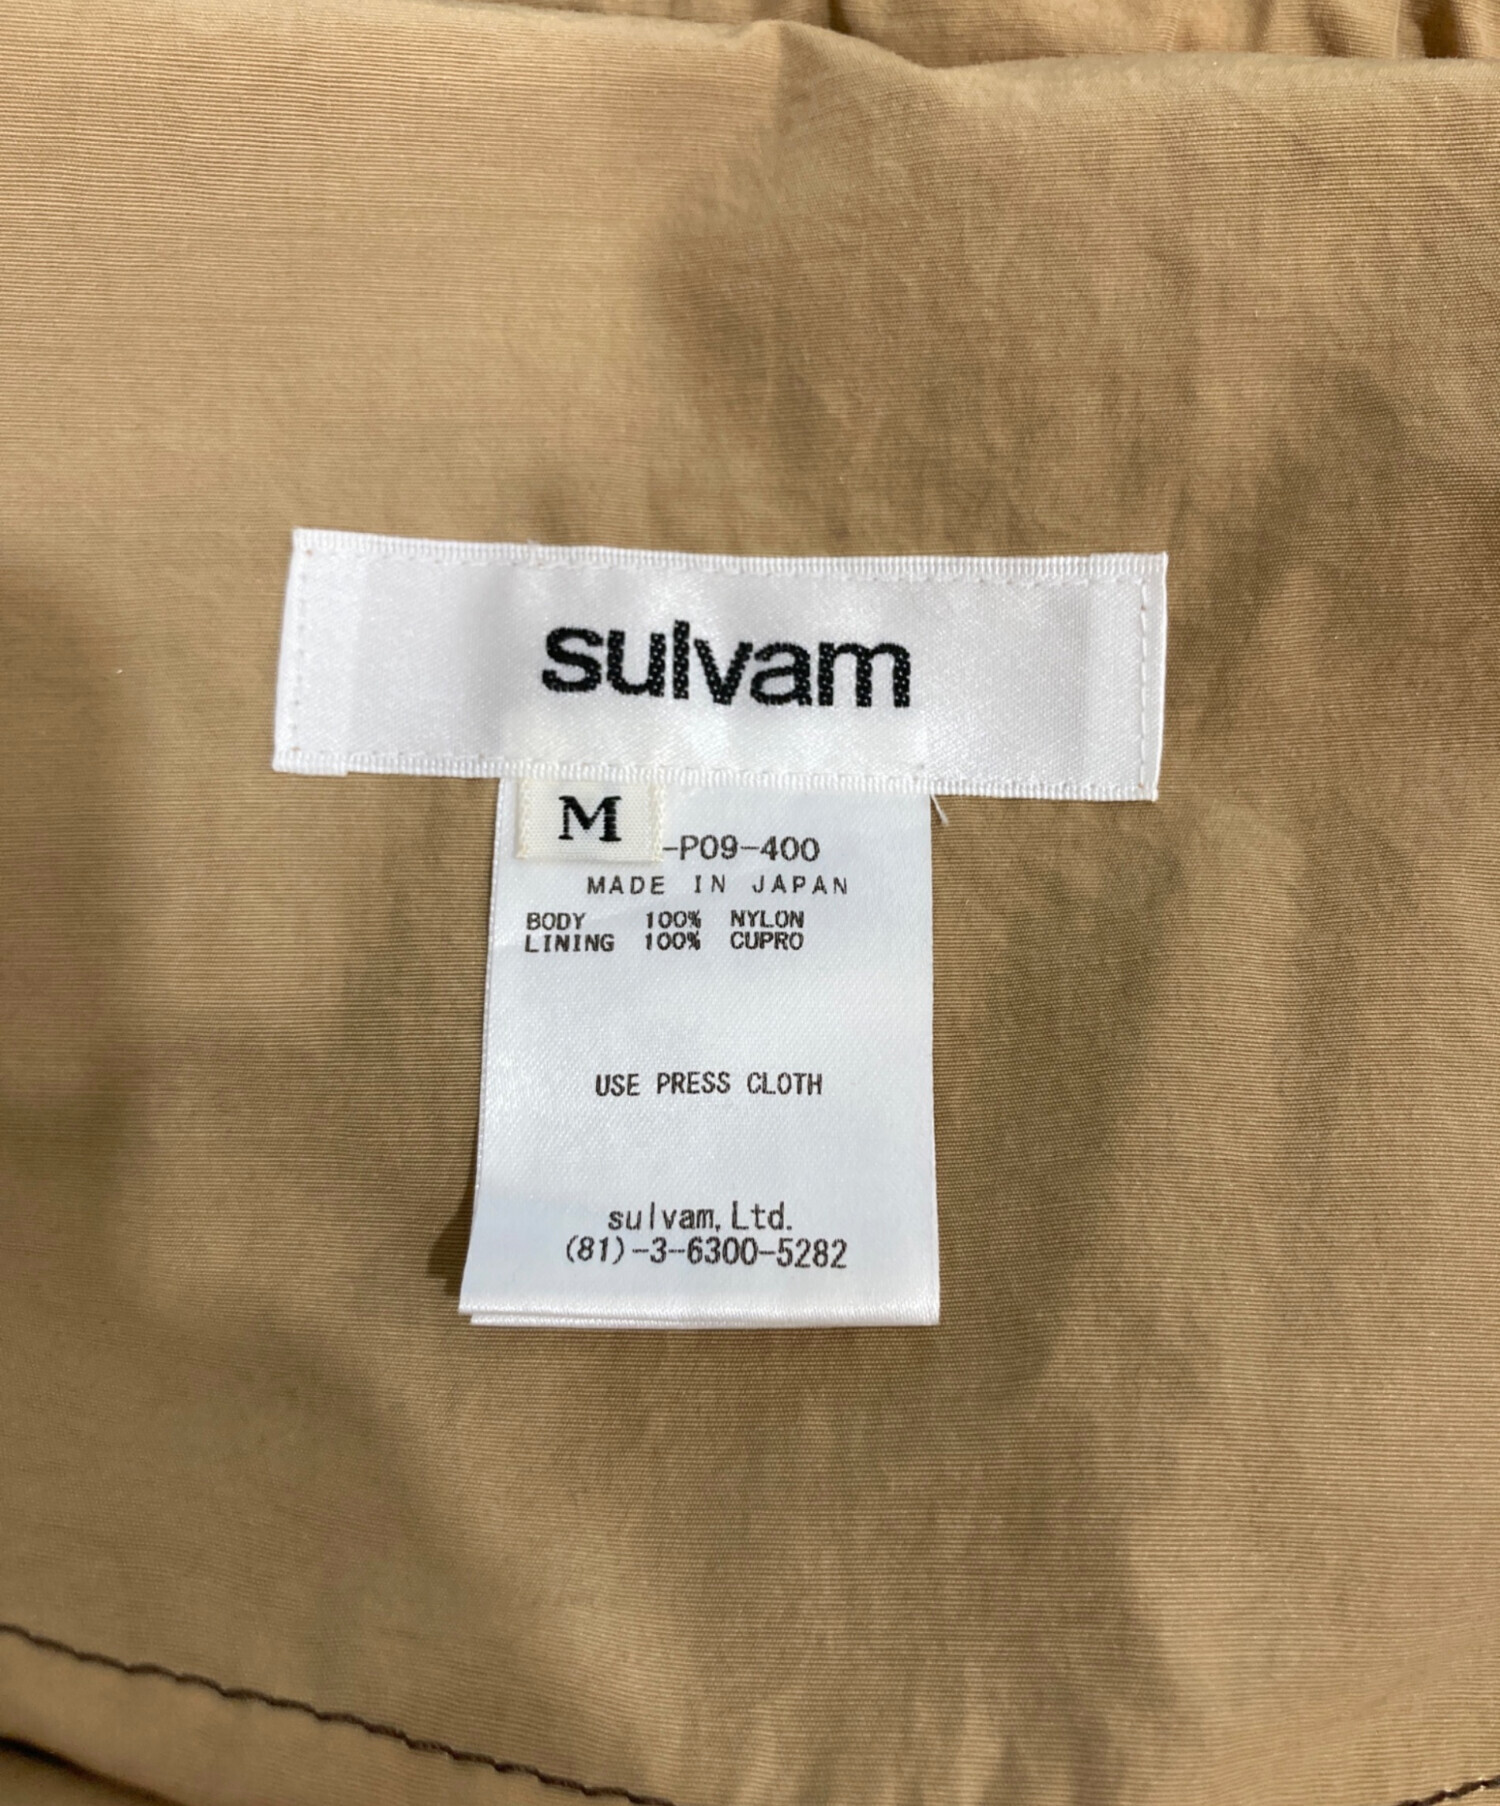 sulvam
M
-P09-400
MADE IN JAPAN
BODY 100% NYLON
LINING 100% CUPRO
USE PRESS CLOTH
sulvam, Ltd.
(81)-3-6300-5282